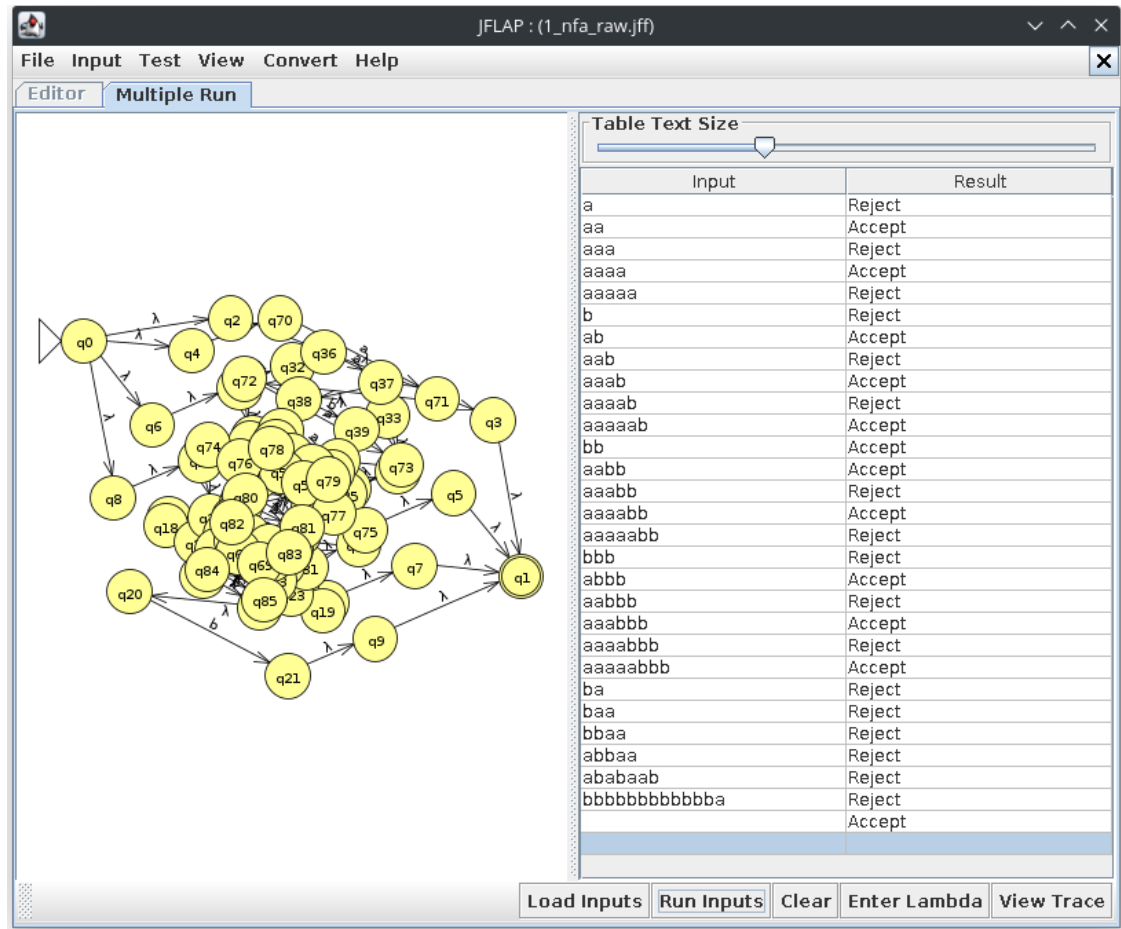 JFLAP : (1_nfa_raw.jff)
File Input Test View Convert Help
Editor Multiple Run
Table Text Size
Input Result
a Reject
aa Accept
aaa Reject
aaaa Accept
aaaaa Reject
b Reject
ab Accept
aab Reject
aaab Accept
aaaab Reject
aaaaab Accept
bb Accept
aabb Accept
aaabb Reject
aaaabb Accept
aaaaabb Reject
bbb Reject
abbb Accept
aabbb Reject
aaabbb Accept
aaaabbb Reject
aaaaabbb Accept
ba Reject
baa Reject
bbaa Reject
abbaa Reject
ababaab Reject
bbbbbbbbbbbbba Reject
Accept
q0
λ
q2
q70
λ
q4
q36
q32
q72
q37
λ
q6
λ
q38
q71
q33
q3
q39
q74
q78
q76
q73
λ
q8
λ
q79
q80
q5
λ
q18
q82
q77
q75
q81
q83
q84
q7
λ
λ
q1
q20
λ
q85
q19
b
q21
λ
q9
λ
Load Inputs Run Inputs Clear Enter Lambda View Trace